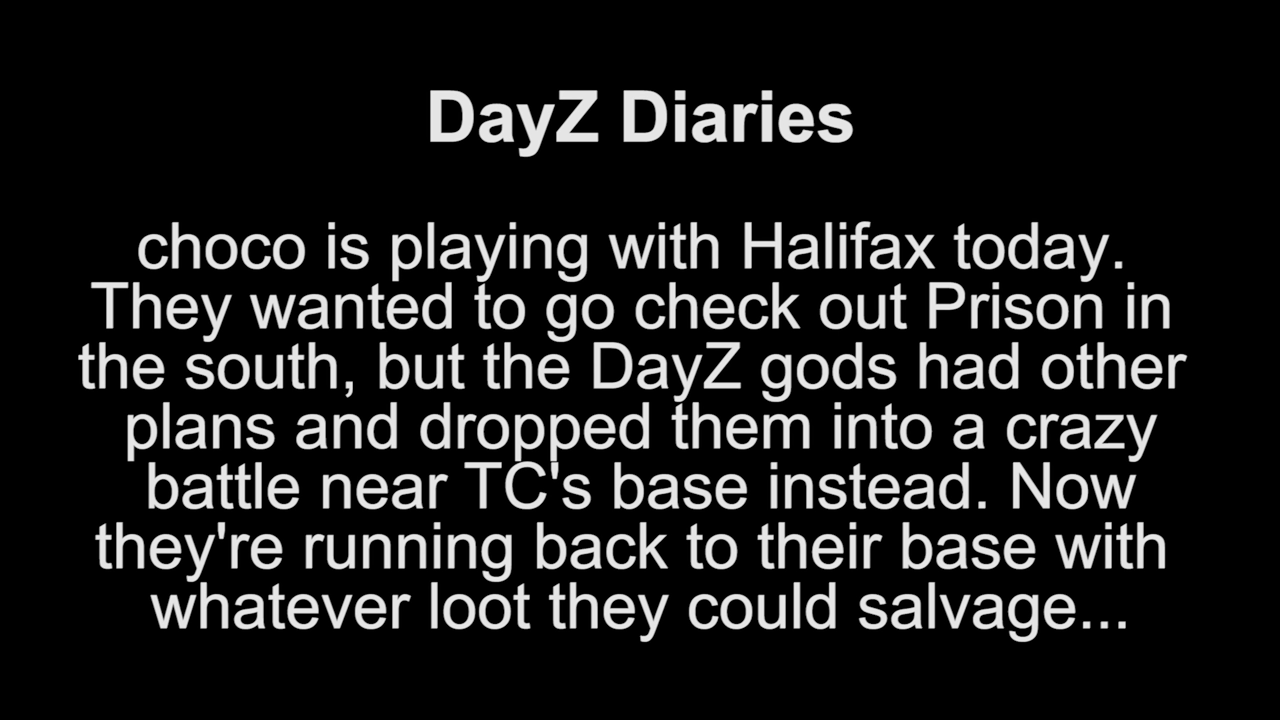 DayZ Diaries
choco is playing with Halifax today.
They wanted to go check out Prison in
the south, but the DayZ gods had other
plans and dropped them into a crazy
battle near TC's base instead. Now
they're running back to their base with
whatever loot they could salvage...